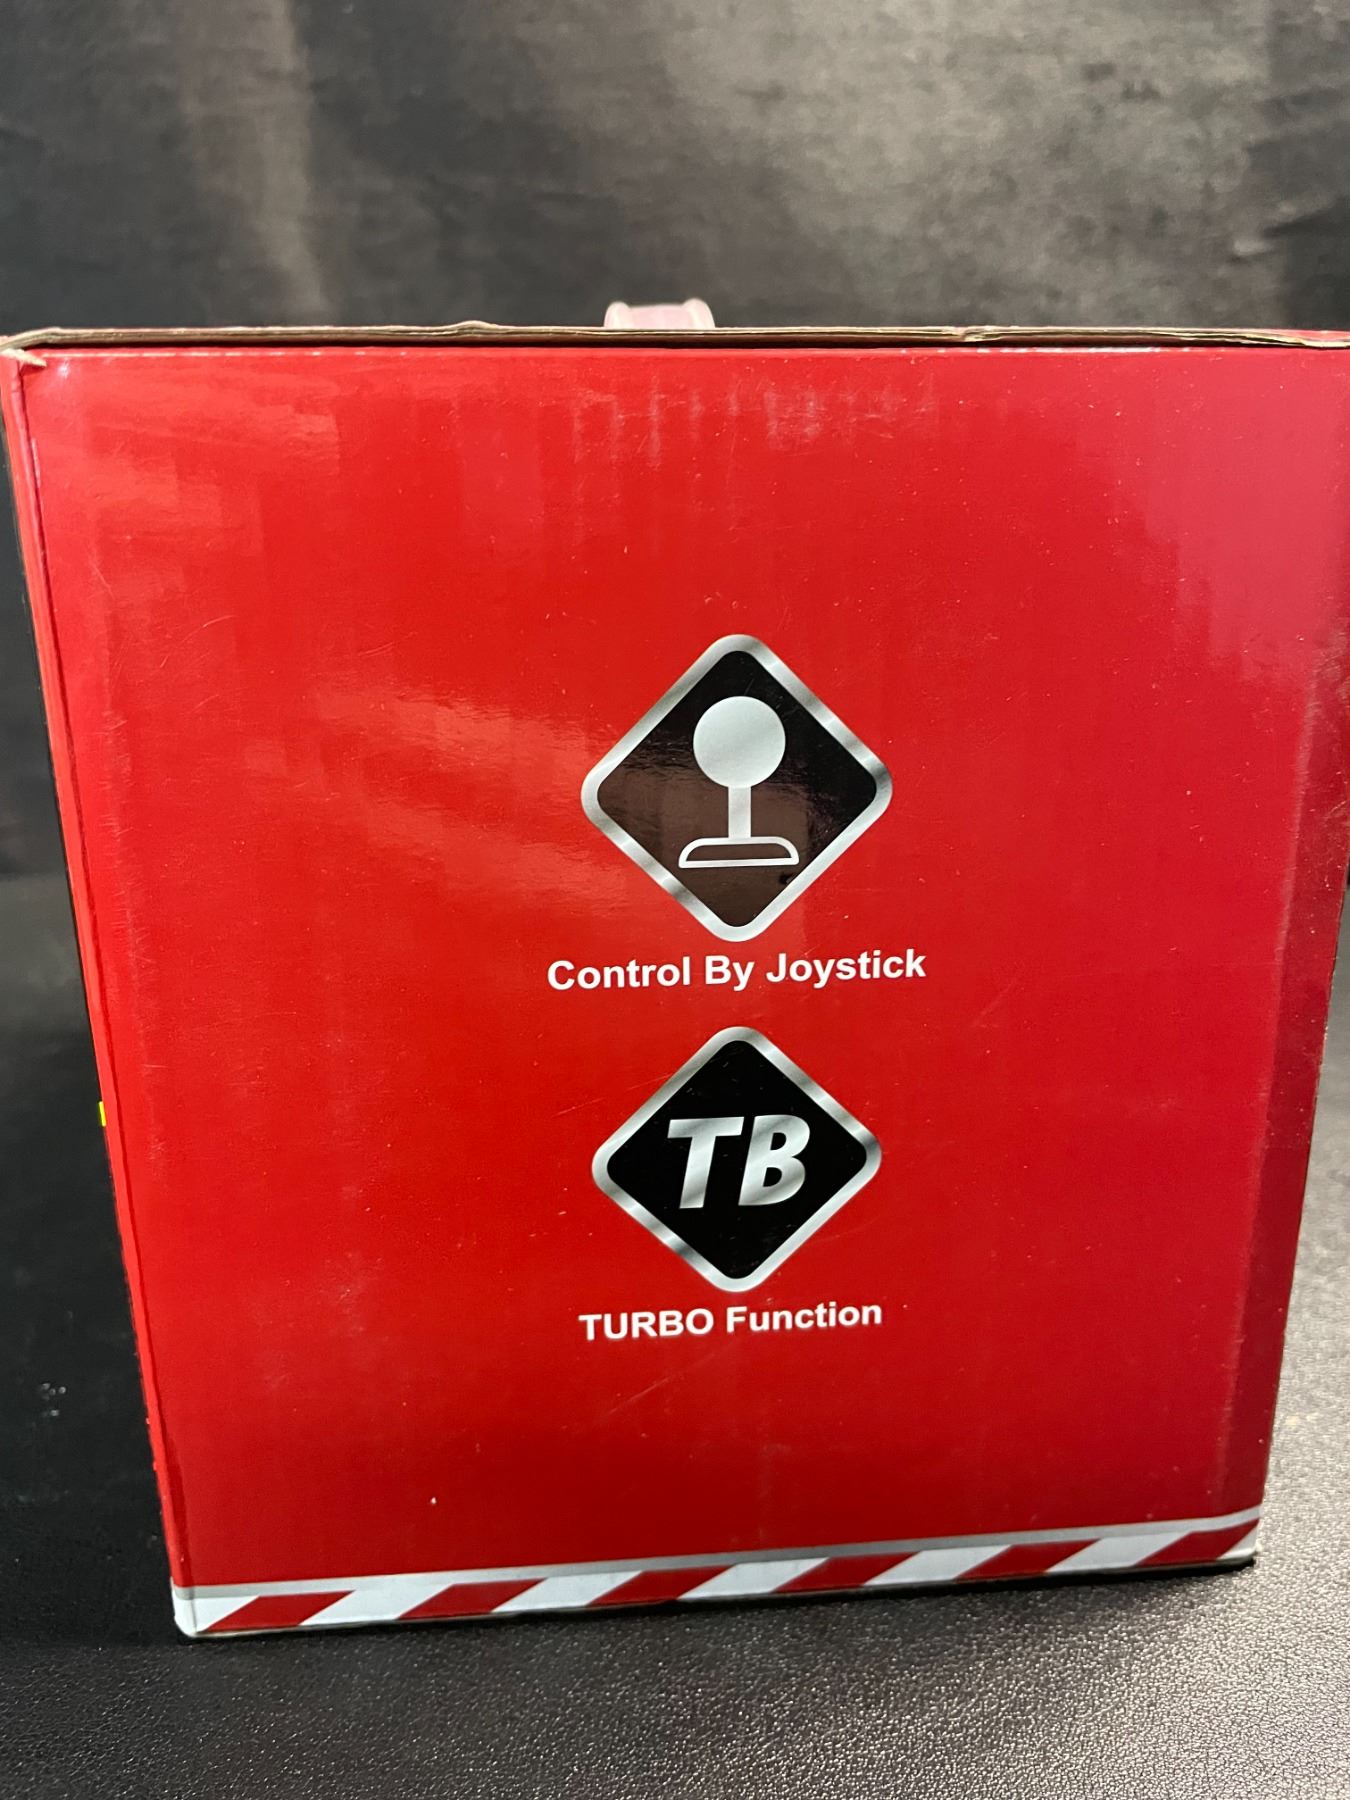 Control By Joystick
TB
TURBO Function